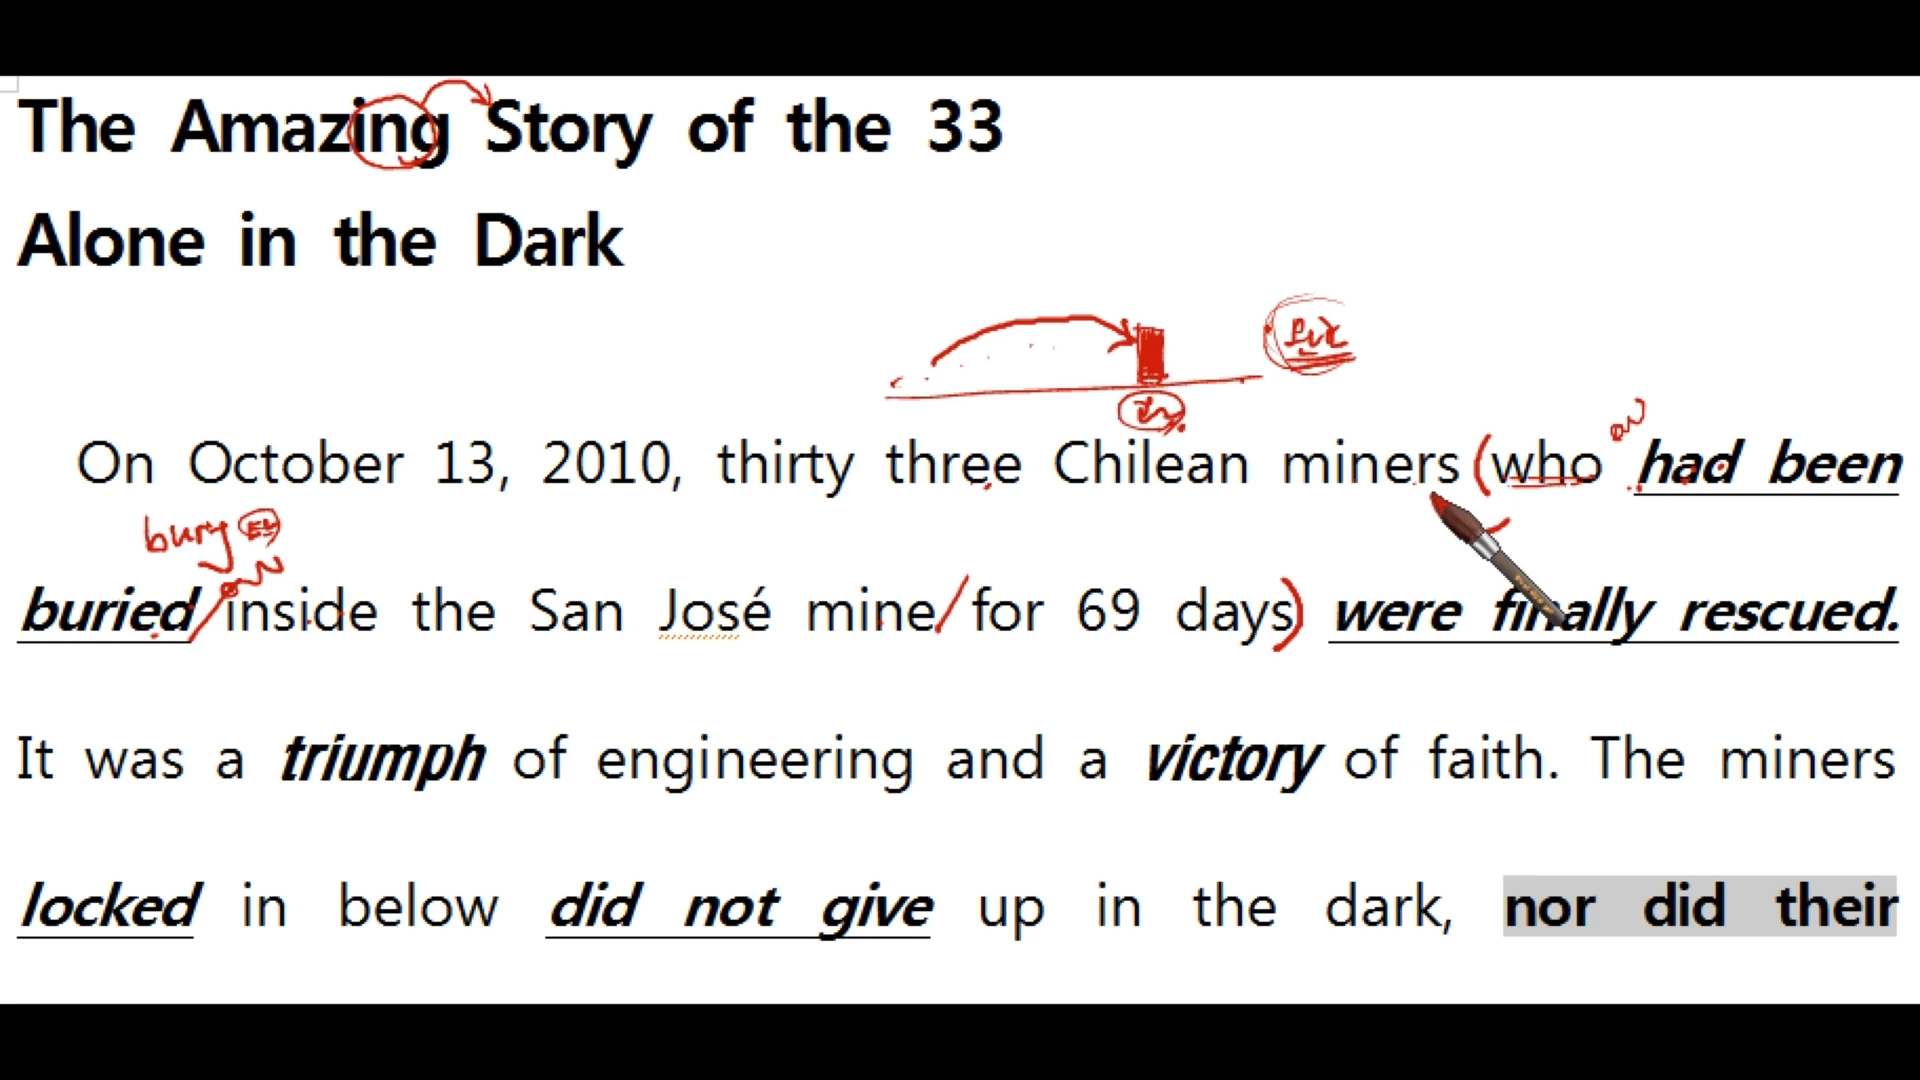 The Amazing Story of the 33
Alone in the Dark
On October 13, 2010, thirty three Chilean miners (who had been
bury
buried/ inside the San José mine/ for 69 days) were finally rescued.
It was a triumph of engineering and a victory of faith. The miners
locked in below did not give up in the dark, nor did their